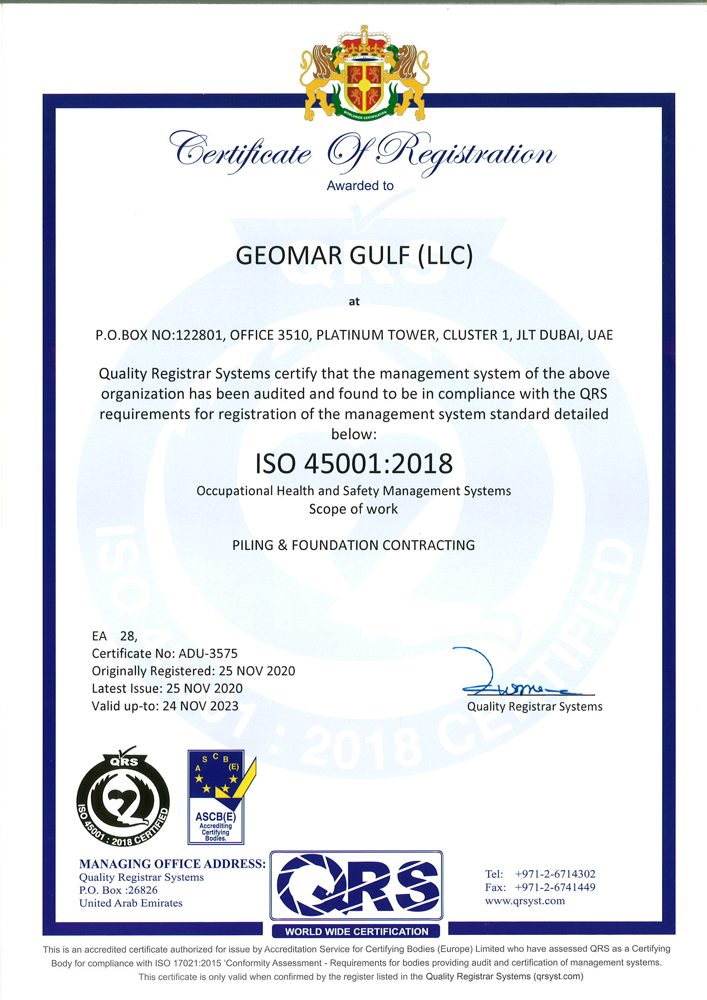 WORLDWIDE CERTIFICATION
Certificate Of Registration
Awarded to
GEOMAR GULF (LLC)
at
P.O.BOX NO:122801, OFFICE 3510, PLATINUM TOWER, CLUSTER 1, JLT DUBAI, UAE
Quality Registrar Systems certify that the management system of the above
organization has been audited and found to be in compliance with the QRS
requirements for registration of the management system standard detailed
below:
ISO 45001:2018
Occupational Health and Safety Management Systems
Scope of work
PILING & FOUNDATION CONTRACTING
EA 28,
Certificate No: ADU-3575
Originally Registered: 25 NOV 2020
Latest Issue: 25 NOV 2020
Valid up-to: 24 NOV 2023
Quality Registrar Systems
QRS
ISO 45001 : 2018 CERTIFIED
QRS
ISO 45001 : 2018 CERTIFIED
A S C B (E)
ASCB(E)
Accrediting
Certifying
Bodies.
MANAGING OFFICE ADDRESS:
Quality Registrar Systems
P.O. Box :26826
United Arab Emirates
QRS
WORLD WIDE CERTIFICATION
Tel: +971-2-6714302
Fax: +971-2-6741449
www.qrsyst.com
This is an accredited certificate authorized for issue by Accreditation Service for Certifying Bodies (Europe) Limited who have assessed QRS as a Certifying
Body for compliance with ISO 17021:2015 ‘Conformity Assessment - Requirements for bodies providing audit and certification of management systems.
This certificate is only valid when confirmed by the register listed in the Quality Registrar Systems (qrsyst.com)